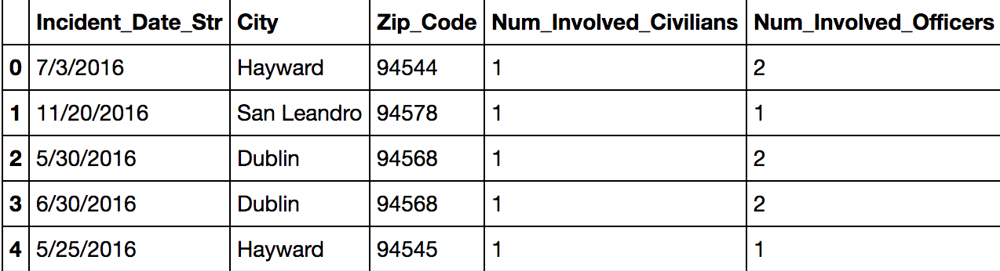 Incident_Date_Str City Zip_Code Num_Involved_Civilians Num_Involved_Officers
0 7/3/2016 Hayward 94544 1 2
1 11/20/2016 San Leandro 94578 1 1
2 5/30/2016 Dublin 94568 1 2
3 6/30/2016 Dublin 94568 1 2
4 5/25/2016 Hayward 94545 1 1